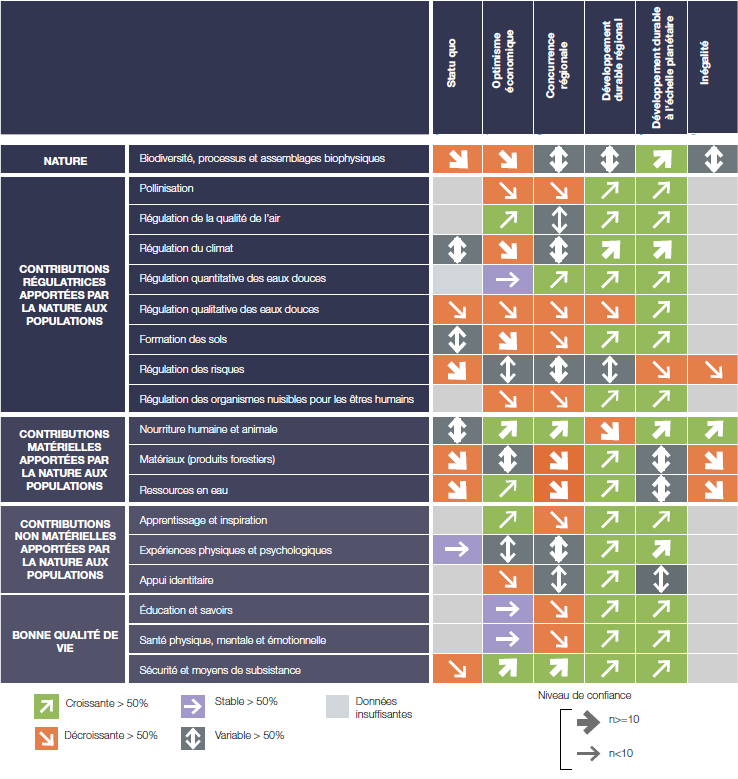 Statu quo
Optimisme
économique
Concurrence
régionale
Développement
durable régional
Développement durable
à l'échelle planétaire
Inégalité
NATURE
Biodiversité, processus et assemblages biophysiques
CONTRIBUTIONS
RÉGULATRICES
APPORTÉES PAR
LA NATURE AUX
POPULATIONS
Pollinisation
Régulation de la qualité de l'air
Régulation du climat
Régulation quantitative des eaux douces
Régulation qualitative des eaux douces
Formation des sols
Régulation des risques
Régulation des organismes nuisibles pour les êtres humains
CONTRIBUTIONS
MATÉRIELLES
APPORTÉES PAR
LA NATURE AUX
POPULATIONS
Nourriture humaine et animale
Matériaux (produits forestiers)
Ressources en eau
CONTRIBUTIONS
NON MATÉRIELLES
APPORTÉES PAR
LA NATURE AUX
POPULATIONS
Apprentissage et inspiration
Expériences physiques et psychologiques
Appui identitaire
BONNE QUALITÉ DE
VIE
Éducation et savoirs
Santé physique, mentale et émotionnelle
Sécurité et moyens de subsistance
Croissante > 50%
Stable > 50%
Données
insuffisantes
Décroissante > 50%
Variable > 50%
Niveau de confiance
n>=10
n<10